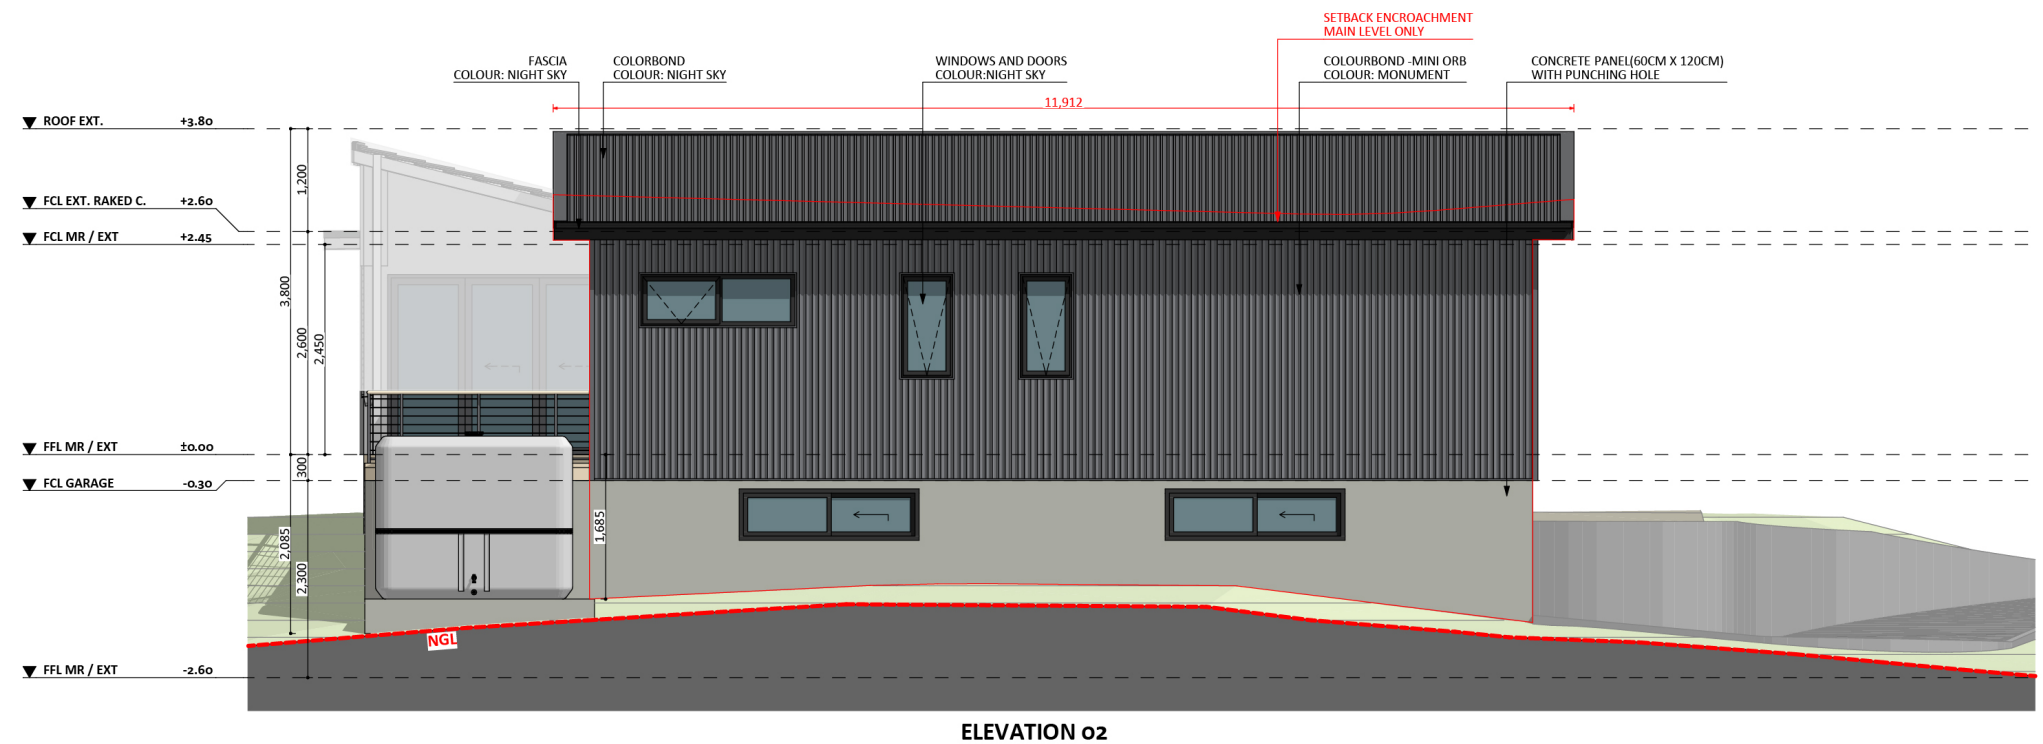 SETBACK ENCROACHMENT
MAIN LEVEL ONLY
FASCIA
COLOUR: NIGHT SKY
COLORBOND
COLOUR: NIGHT SKY
WINDOWS AND DOORS
COLOUR:NIGHT SKY
COLOURBOND -MINI ORB
COLOUR: MONUMENT
CONCRETE PANEL(60CM X 120CM)
WITH PUNCHING HOLE
11,912
ROOF EXT. +3.80
1,200
FCL EXT. RAKED C. +2.60
FCL MR / EXT +2.45
3,800
2,600
2,450
FFL MR / EXT ±0.00
300
FCL GARAGE -0.30
1,685
2,085
2,300
NGL
FFL MR / EXT -2.60
ELEVATION 02